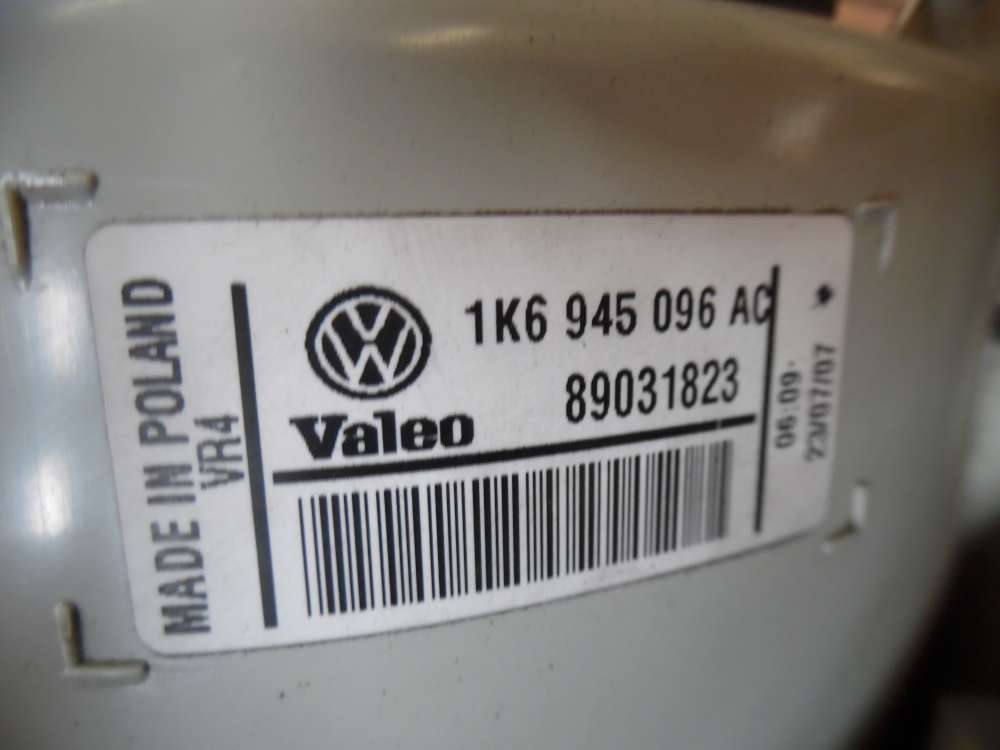 MADE IN POLAND
VR4
1K6 945 096 AC
89031823
Valeo
06:09
23/07/07